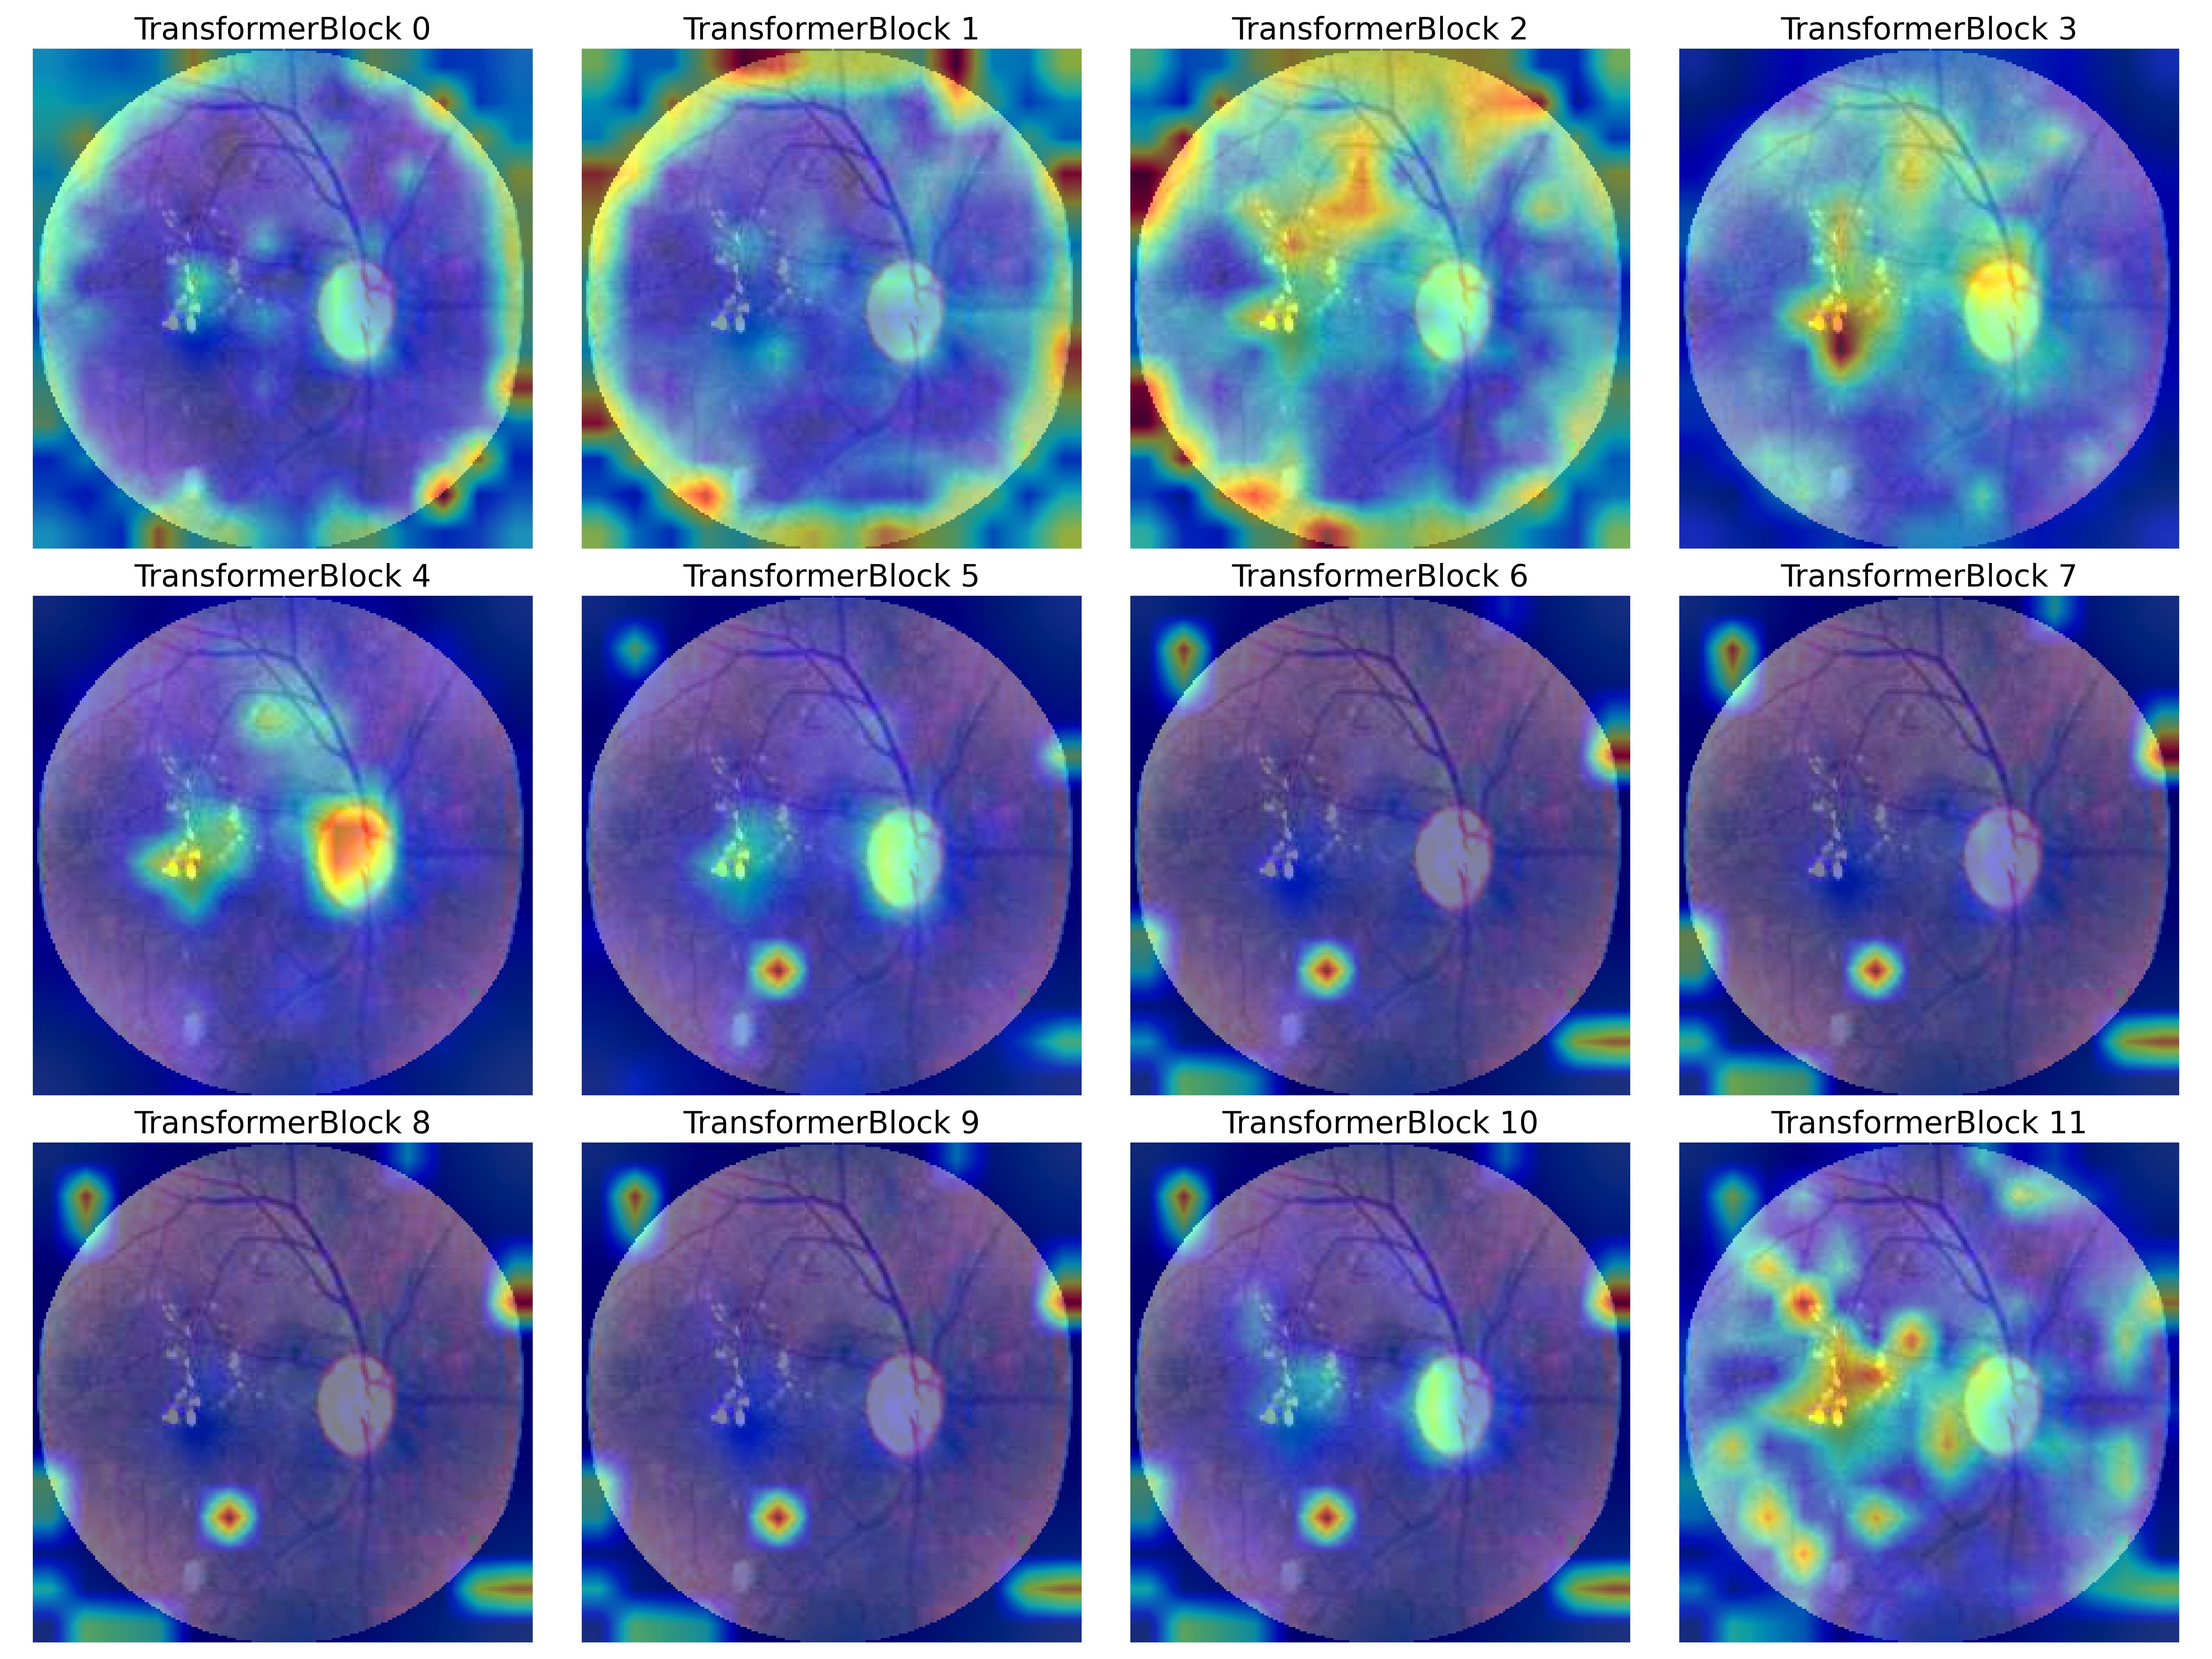 TransformerBlock 0
TransformerBlock 1
TransformerBlock 2
TransformerBlock 3
TransformerBlock 4
TransformerBlock 5
TransformerBlock 6
TransformerBlock 7
TransformerBlock 8
TransformerBlock 9
TransformerBlock 10
TransformerBlock 11